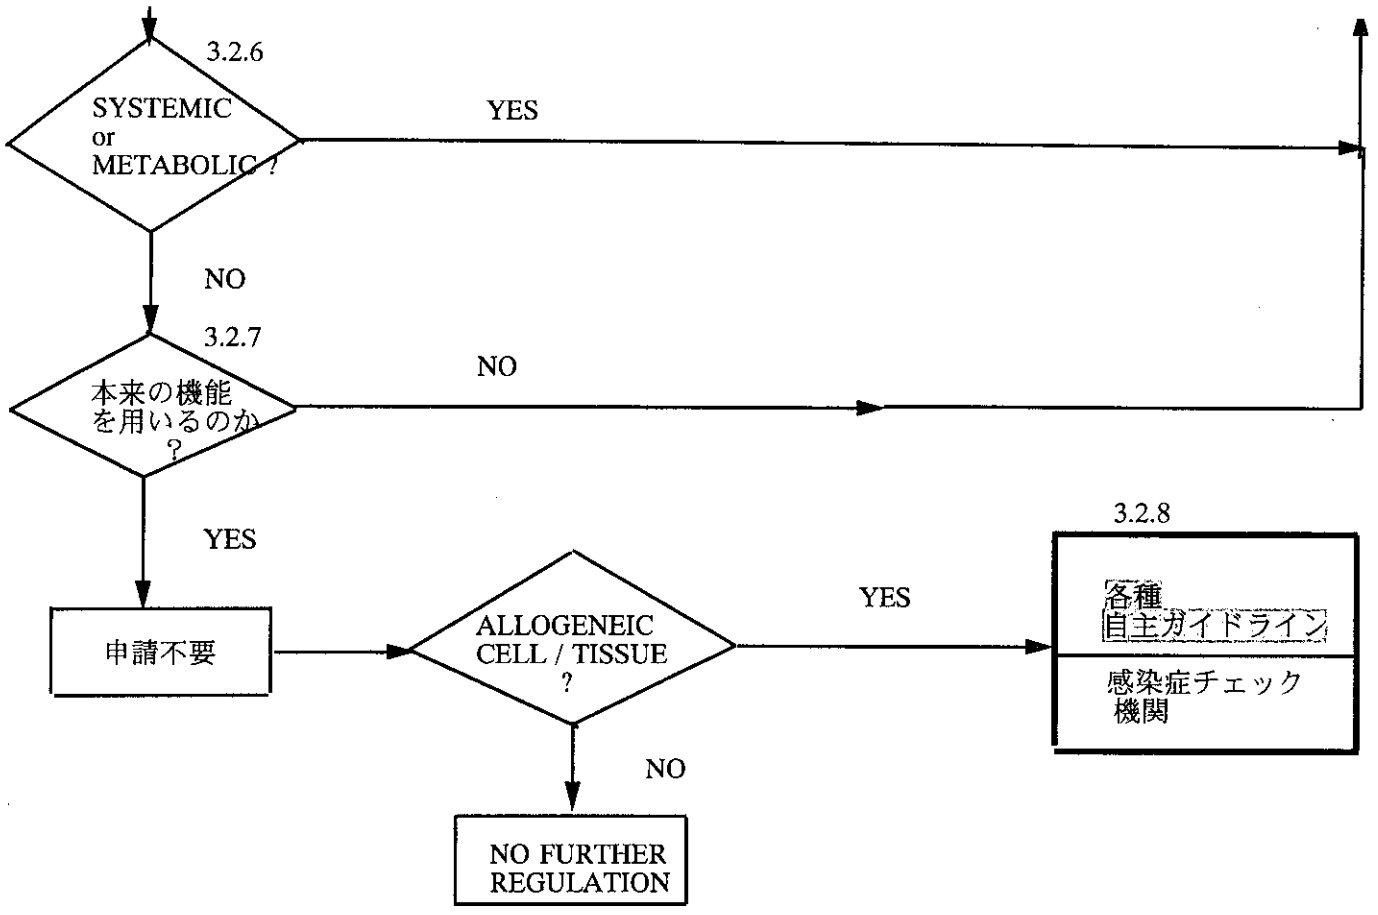 3.2.6
SYSTEMIC
or
METABOLIC ?
YES
NO
3.2.7
本来の機能
を用いるのか
?
NO
YES
申請不要
ALLOGENEIC
CELL / TISSUE
?
YES
3.2.8
各種
自主ガイドライン
感染症チェック
機関
NO
NO FURTHER
REGULATION